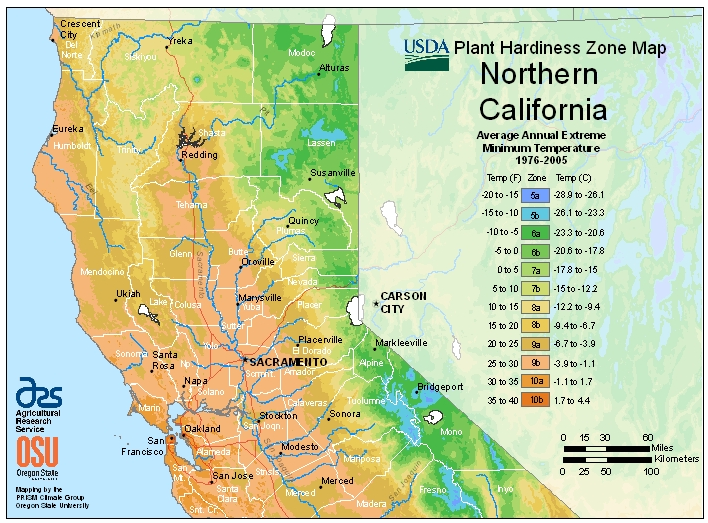 USDA Plant Hardiness Zone Map
Northern
California
Average Annual Extreme
Minimum Temperature
1976-2005
Temp (F) Zone Temp (C)
-20 to -15 5a -28.9 to -26.1
-15 to -10 5b -26.1 to -23.3
-10 to -5 6a -23.3 to -20.6
-5 to 0 6b -20.6 to -17.8
0 to 5 7a -17.8 to -15
5 to 10 7b -15 to -12.2
10 to 15 8a -12.2 to -9.4
15 to 20 8b -9.4 to -6.7
20 to 25 9a -6.7 to -3.9
25 to 30 9b -3.9 to -1.1
30 to 35 10a -1.1 to 1.7
35 to 40 10b 1.7 to 4.4
0 15 30 60
Miles
Kilometers
0 25 50 100
Crescent
City
Del
Norte
Klamath
Yreka
Siskiyou
Modoc
Alturas
Eureka
Humboldt
Trinity
Shasta
Redding
Lassen
Susanville
Eel
Tehama
Quincy
Plumas
Mendocino
Glenn
Sacramento
Butte
Oroville
Sierra
Nevada
Ukiah
Lake
Colusa
Marysville
Yuba
Placer
CARSON
CITY
Sutter
Sonoma
Yolo
Placerville
El Dorado
Markleeville
Santa
Rosa
SACRAMENTO
Alpine
Napa
Solano
Scrmnt.
Amador
Bridgeport
Marin
Calaveras
Tuolumne
Stockton
Sonora
San Joqn.
Mono
San
Francisco
Oakland
Alameda
Modesto
Mariposa
San
Mt.
San Jose
Stnsls
Santa
Clara
Merced
Merced
Madera
Fresno
Inyo
Snt. Cr
ars
Agricultural
Research
Service
OSU
Oregon State
UNIVERSITY
Mapping by the
PRISM Climate Group
Oregon State University